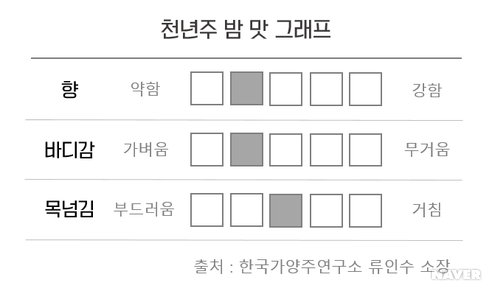 천년주 밤 맛 그래프
향 약함 강함
바디감 가벼움 무거움
목넘김 부드러움 거침
출처 : 한국가양주연구소 류인수 소장
NAVER